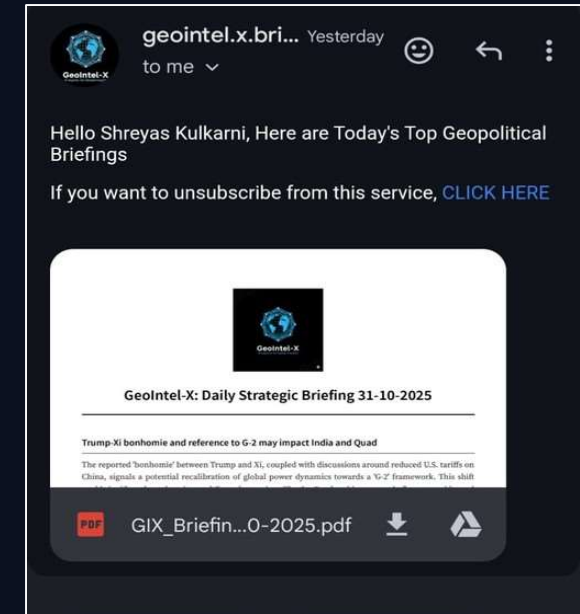 geointel.x.bri... Yesterday
to me
GeoIntel-X
Hello Shreyas Kulkarni, Here are Today's Top Geopolitical
Briefings
If you want to unsubscribe from this service, CLICK HERE
GeoIntel-X
GeoIntel-X: Daily Strategic Briefing 31-10-2025
Trump-Xi bonhomie and reference to G-2 may impact India and Quad
The reported 'bonhomie' between Trump and Xi, coupled with discussions around reduced U.S. tariffs on
China, signals a potential recalibration of global power dynamics towards a 'G-2' framework. This shift
PDF GIX_Briefin...0-2025.pdf